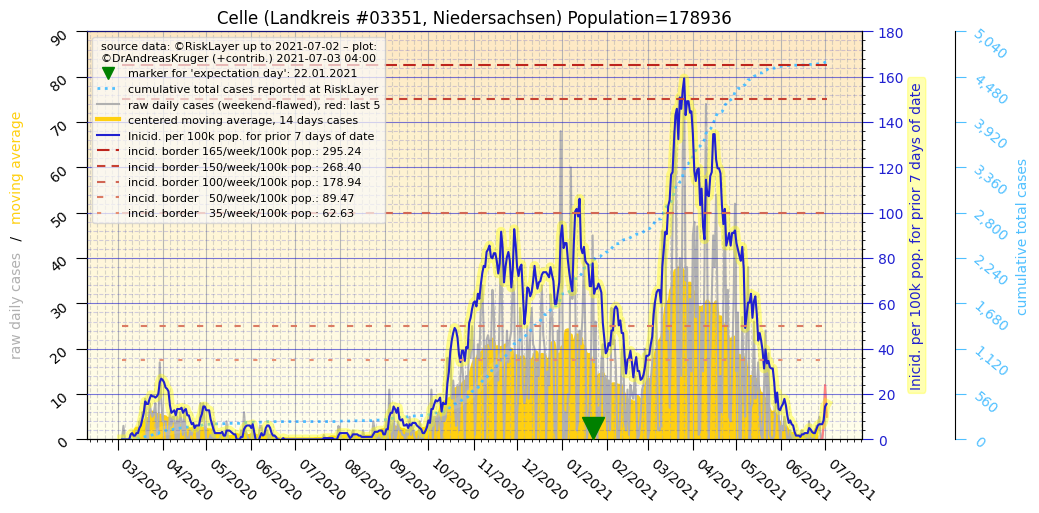 Celle (Landkreis #03351, Niedersachsen) Population=178936
source data: ©RiskLayer up to 2021-07-02 – plot:
©DrAndreasKruger (+contrib.) 2021-07-03 04:00
marker for 'expectation day': 22.01.2021
cumulative total cases reported at RiskLayer
raw daily cases (weekend-flawed), red: last 5
centered moving average, 14 days cases
Inicid. per 100k pop. for prior 7 days of date
incid. border 165/week/100k pop.: 295.24
incid. border 150/week/100k pop.: 268.40
incid. border 100/week/100k pop.: 178.94
incid. border 50/week/100k pop.: 89.47
incid. border 35/week/100k pop.: 62.63
raw daily cases / moving average
90
80
70
60
50
40
30
20
10
0
03/2020
04/2020
05/2020
06/2020
07/2020
08/2020
09/2020
10/2020
11/2020
12/2020
01/2021
02/2021
03/2021
04/2021
05/2021
06/2021
07/2021
180
160
140
120
100
80
60
40
20
0
Inicid. per 100k pop. for prior 7 days of date
5,040
4,480
3,920
3,360
2,800
2,240
1,680
1,120
560
0
cumulative total cases